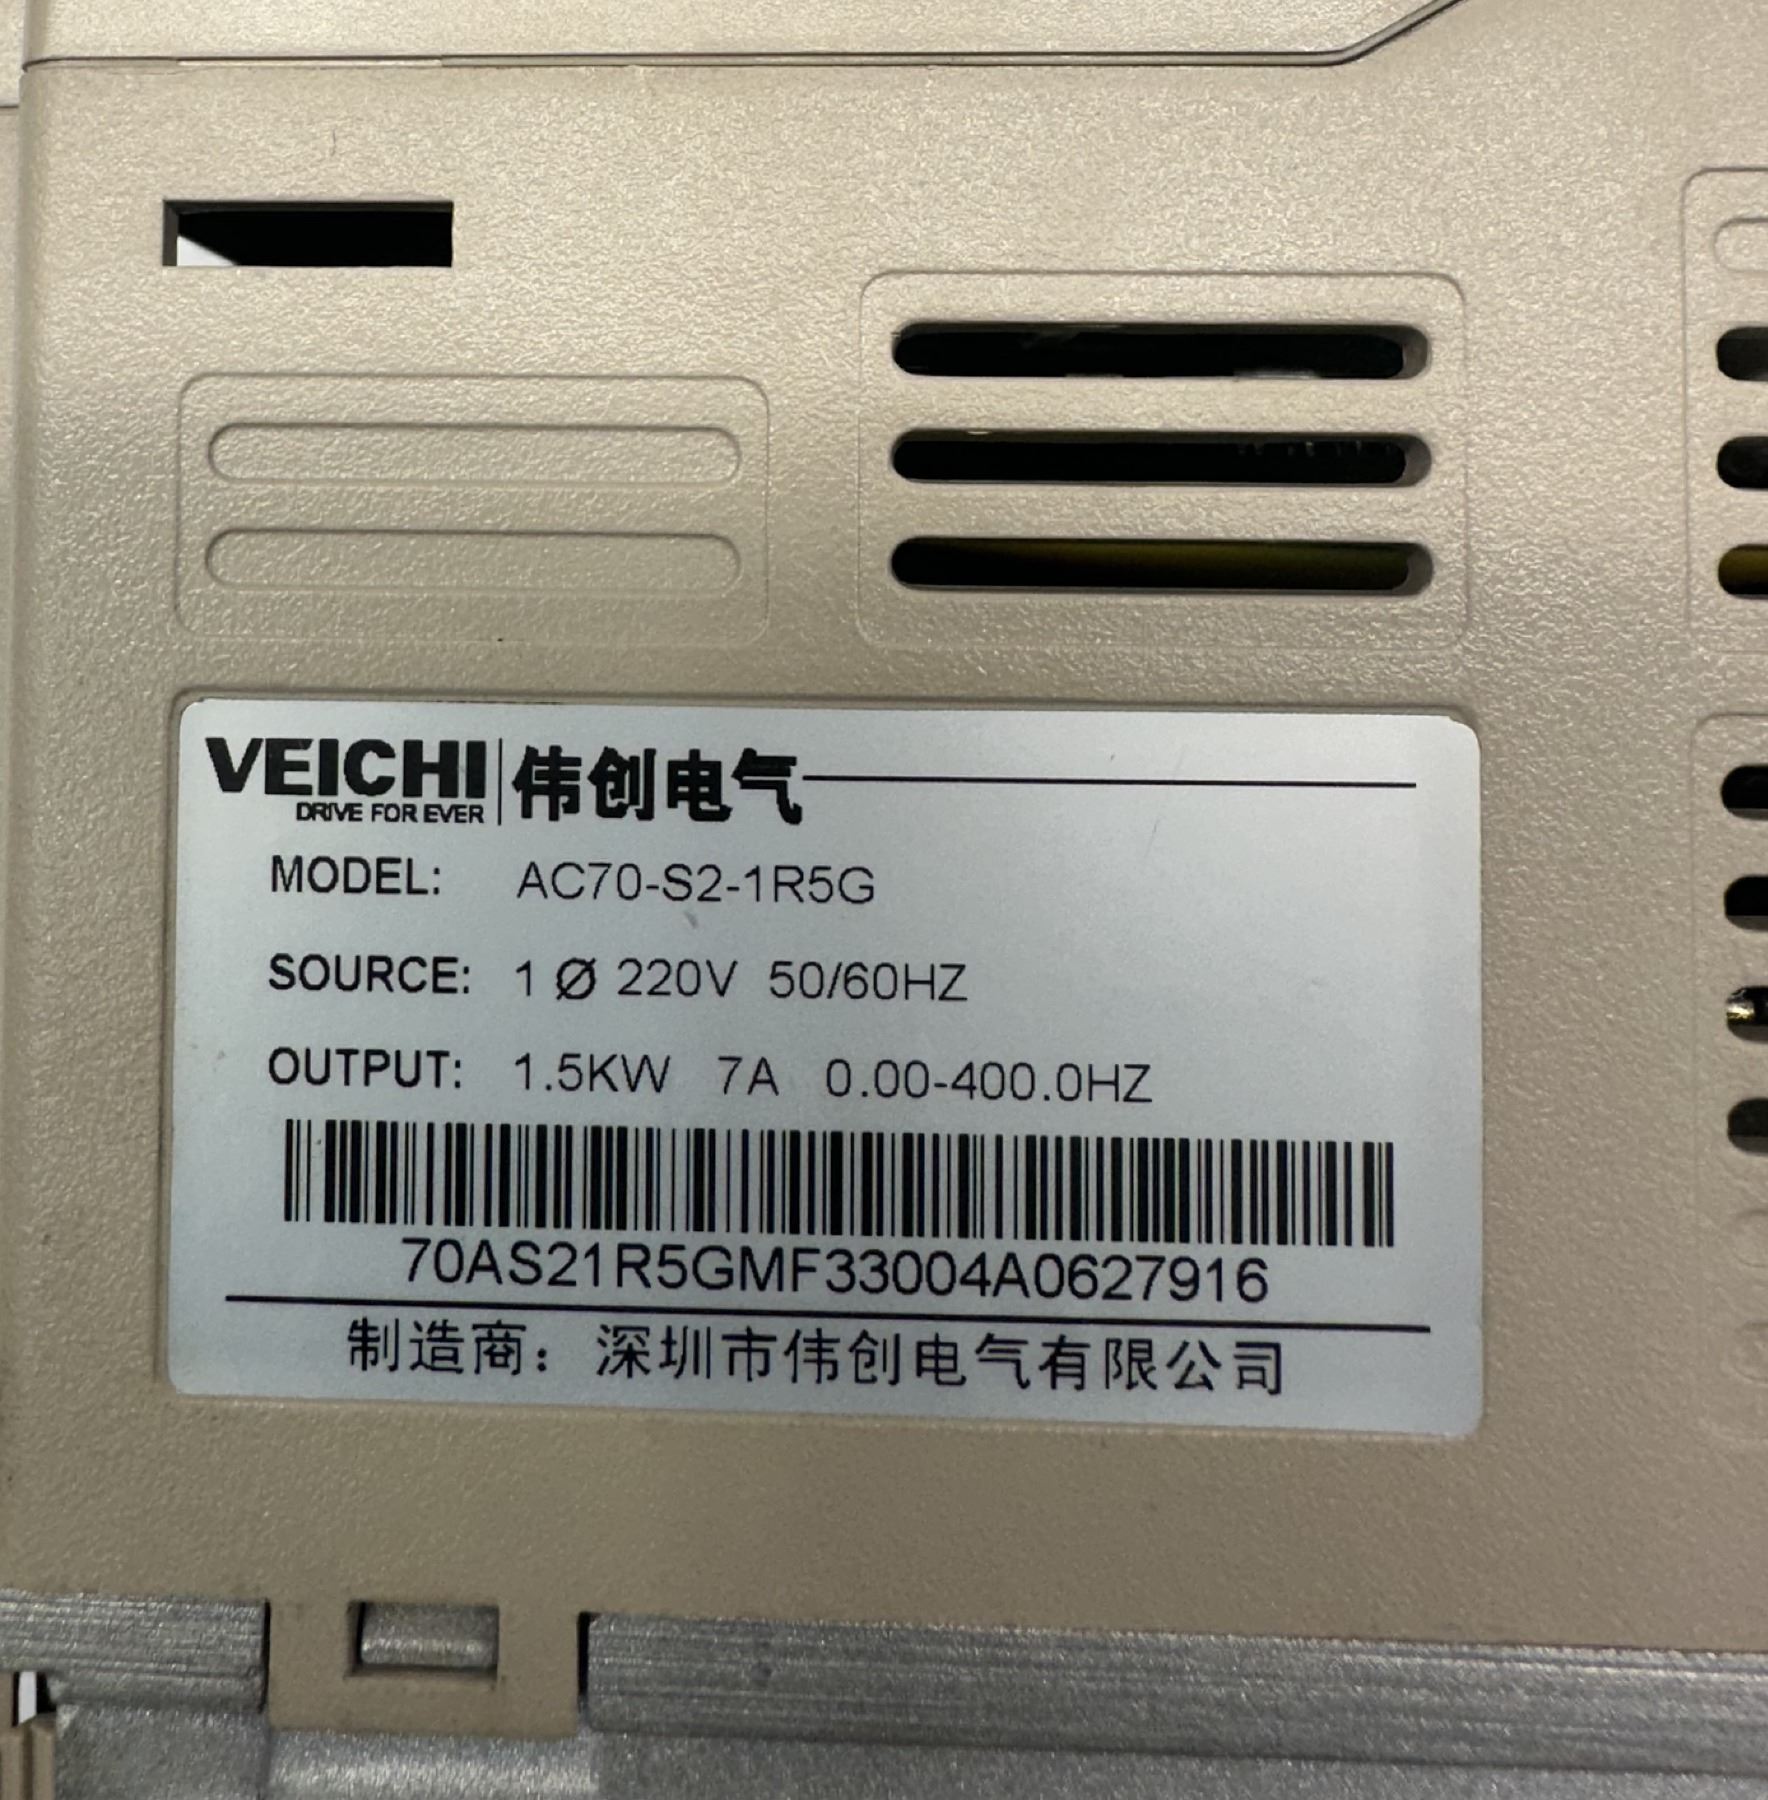 VEICHI 伟创电气
DRIVE FOR EVER
MODEL: AC70-S2-1R5G
SOURCE: 1 Ø 220V 50/60HZ
OUTPUT: 1.5KW 7A 0.00-400.0HZ
70AS21R5GMF33004A0627916
制造商：深圳市伟创电气有限公司